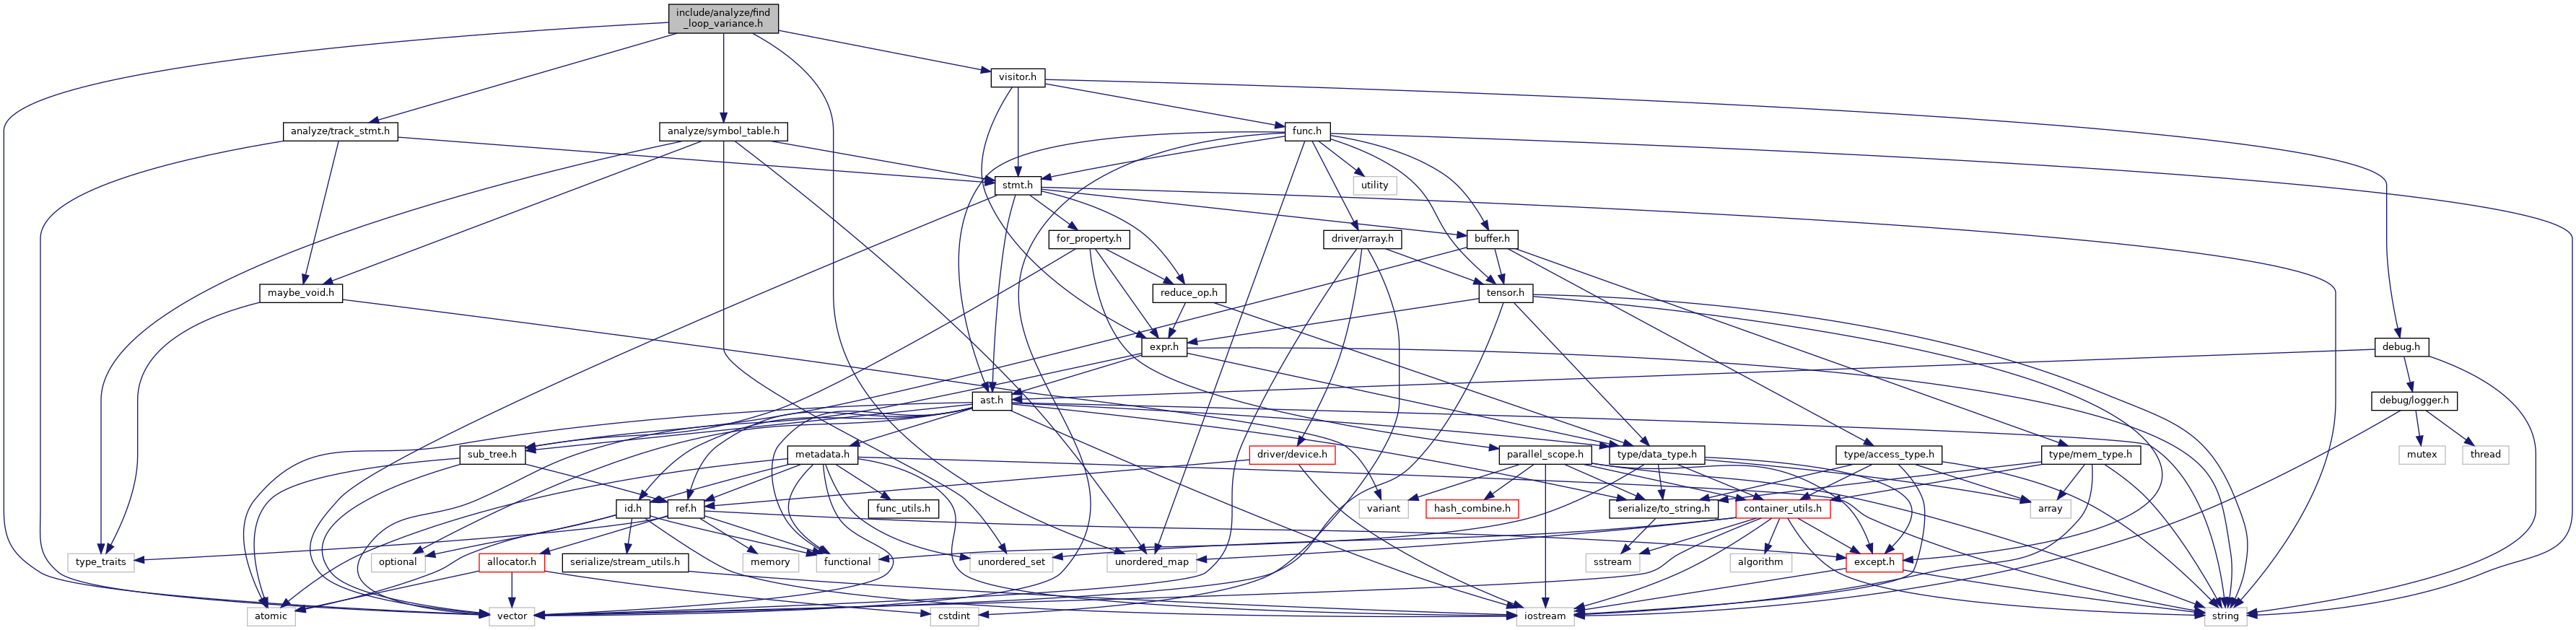 include/analyze/find
_loop_variance.h
visitor.h
analyze/track_stmt.h
analyze/symbol_table.h
func.h
stmt.h
utility
for_property.h
driver/array.h
buffer.h
maybe_void.h
reduce_op.h
tensor.h
expr.h
debug.h
ast.h
debug/logger.h
sub_tree.h
metadata.h
driver/device.h
parallel_scope.h
type/data_type.h
type/access_type.h
type/mem_type.h
mutex
thread
id.h
ref.h
func_utils.h
variant
hash_combine.h
serialize/to_string.h
container_utils.h
array
type_traits
optional
allocator.h
serialize/stream_utils.h
memory
functional
unordered_set
unordered_map
sstream
algorithm
except.h
atomic
vector
cstdint
iostream
string